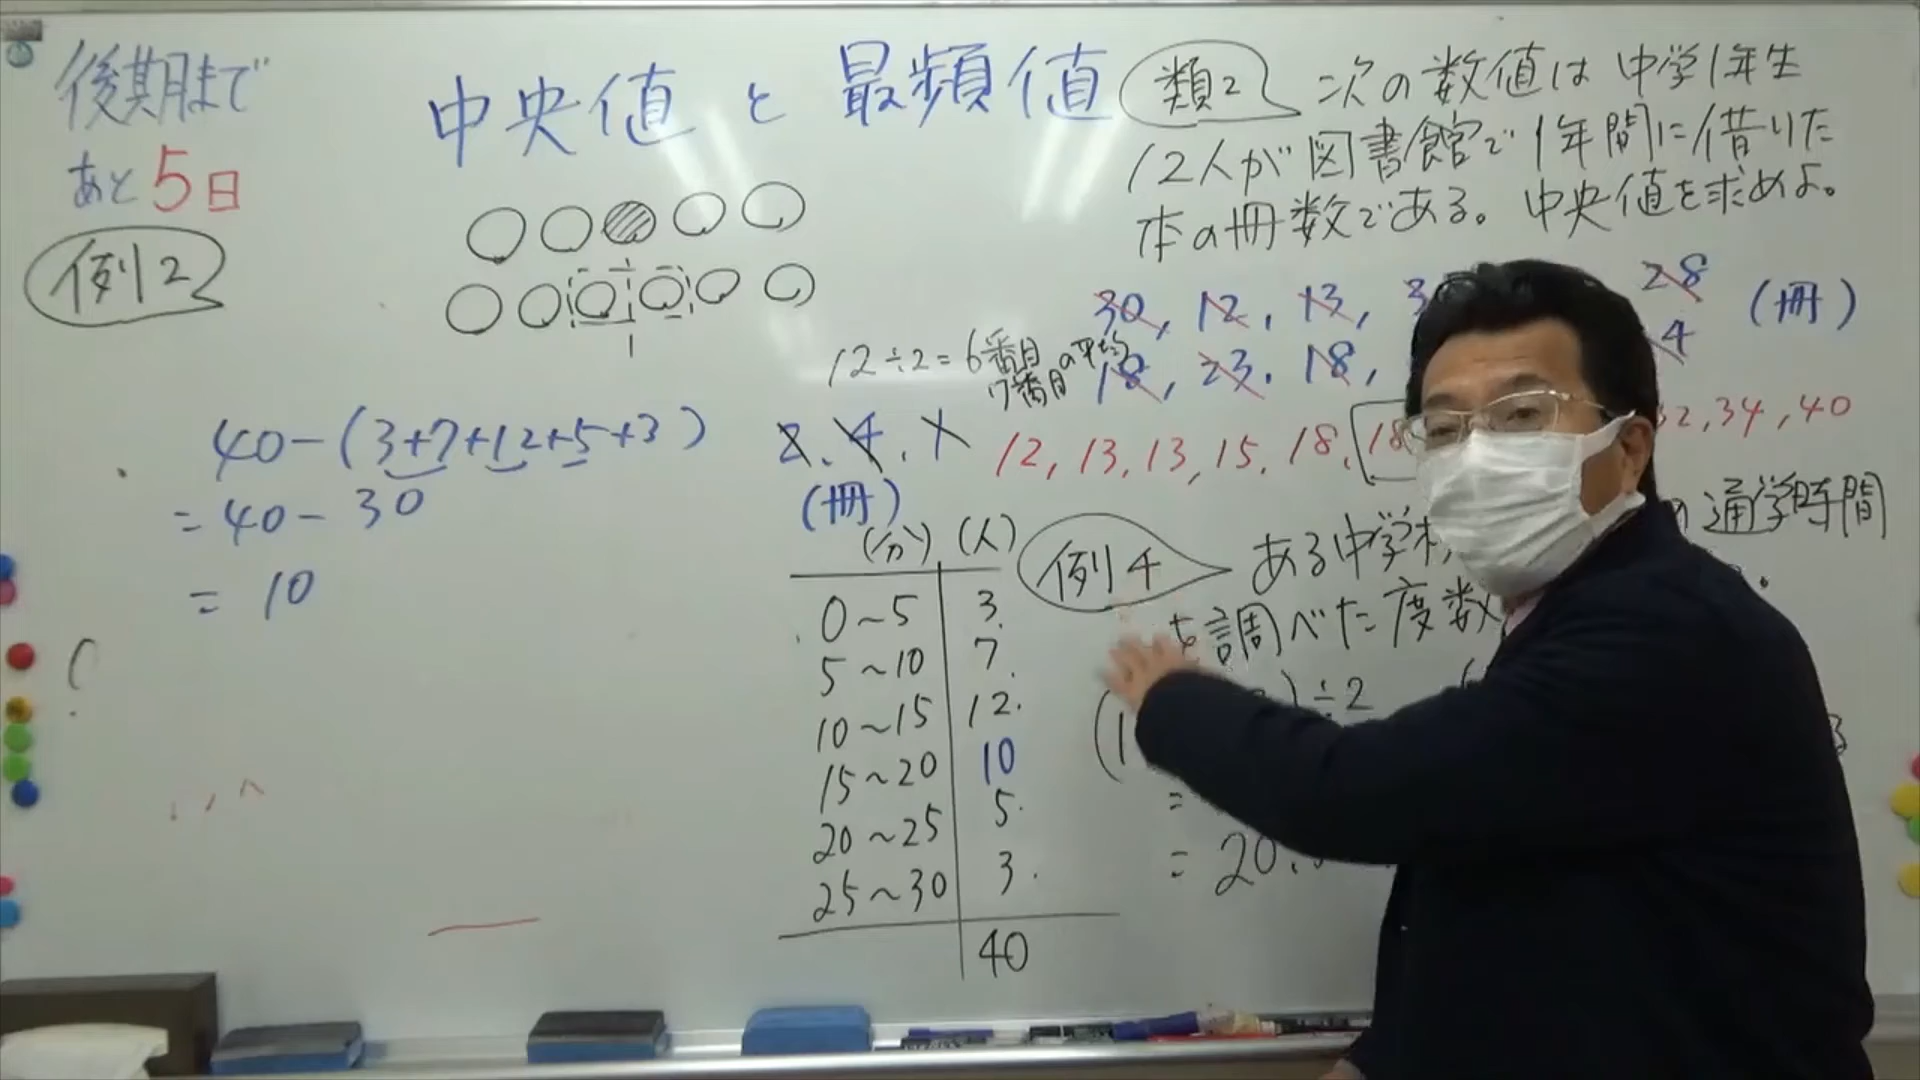 後期まで
あと5日
例2
中央値と最頻値
類2 次の数値は中学1年生
12人が図書館で1年間に借りた
本の冊数である。中央値を求めよ。
30, 12, 13, 3
28 (冊)
12÷2=6番目
7番目の平均
18, 23, 18,
4
12, 13, 13, 15, 18, 18
32, 34, 40
40-(3+7+12+5+3)
=40-30
=10
(冊)
(分) (人)
0~5 3
5~10 7
10~15 12
15~20 10
20~25 5
25~30 3
40
例4 ある中学校
通学時間
を調べた度数
)÷2
(1
=
= 20.